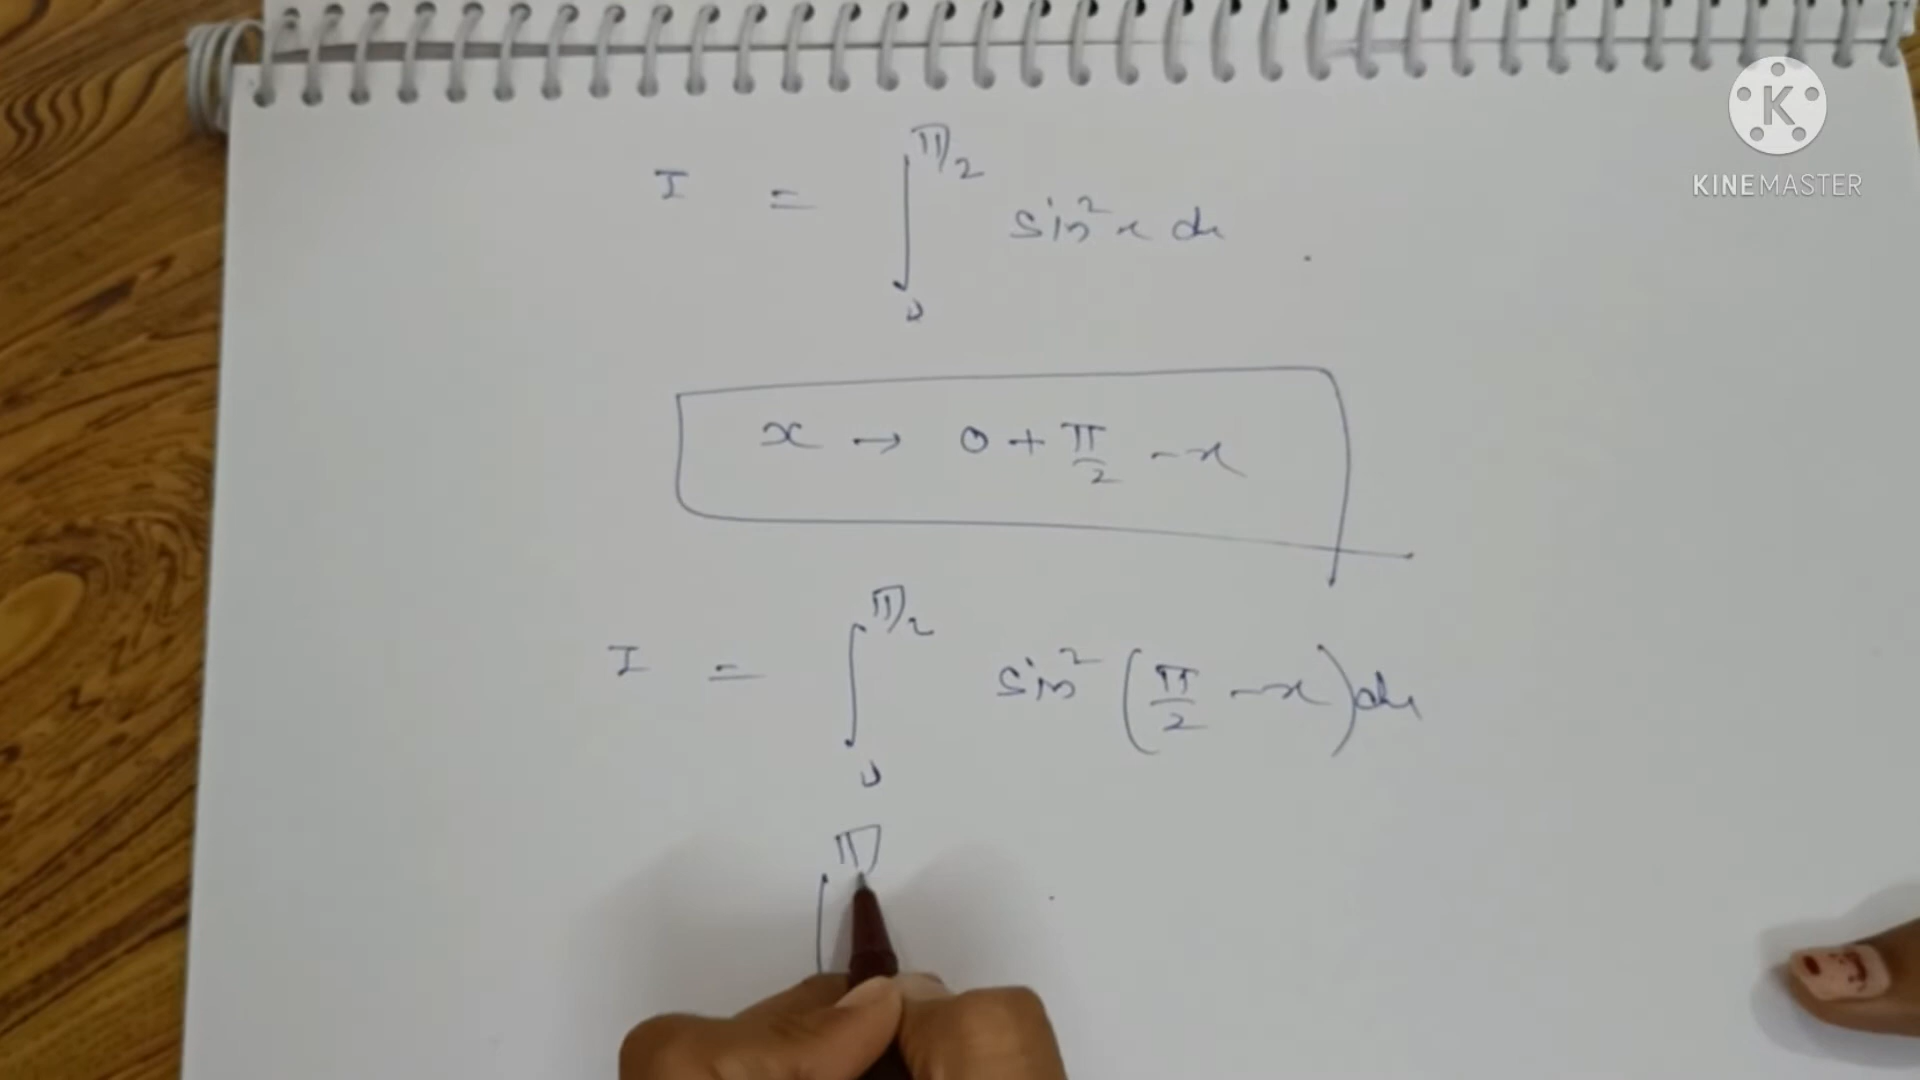 I = ∫₀^π/2 sin²x dx
K
KINEMASTER
x → 0 + π/2 - x
I = ∫₀^π/2 sin² (π/2 - x) dx
∫^π